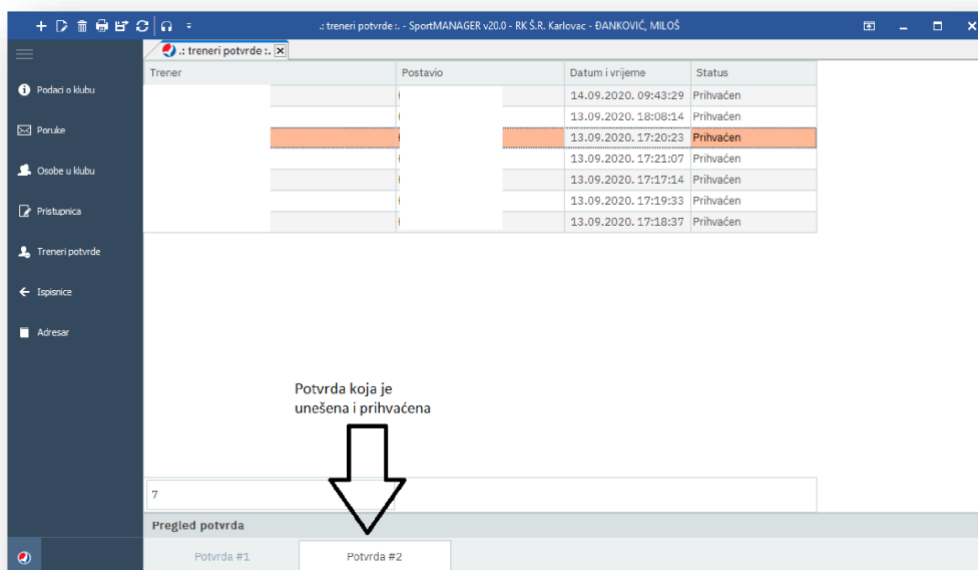 .: treneri potvrde :. - SportMANAGER v20.0 - RK Š.R. Karlovac - ĐANKOVIĆ, MILOŠ
.: treneri potvrde :.
Podaci o klubu
Poruke
Osobe u klubu
Pristupnica
Treneri potvrde
Ispisnice
Adresar
Trener Postavio Datum i vrijeme Status
14.09.2020. 09:43:29 Prihvaćen
13.09.2020. 18:08:14 Prihvaćen
13.09.2020. 17:20:23 Prihvaćen
13.09.2020. 17:21:07 Prihvaćen
13.09.2020. 17:17:14 Prihvaćen
13.09.2020. 17:19:33 Prihvaćen
13.09.2020. 17:18:37 Prihvaćen
Potvrda koja je
unešena i prihvaćena
7
Pregled potvrda
Potvrda #1 Potvrda #2